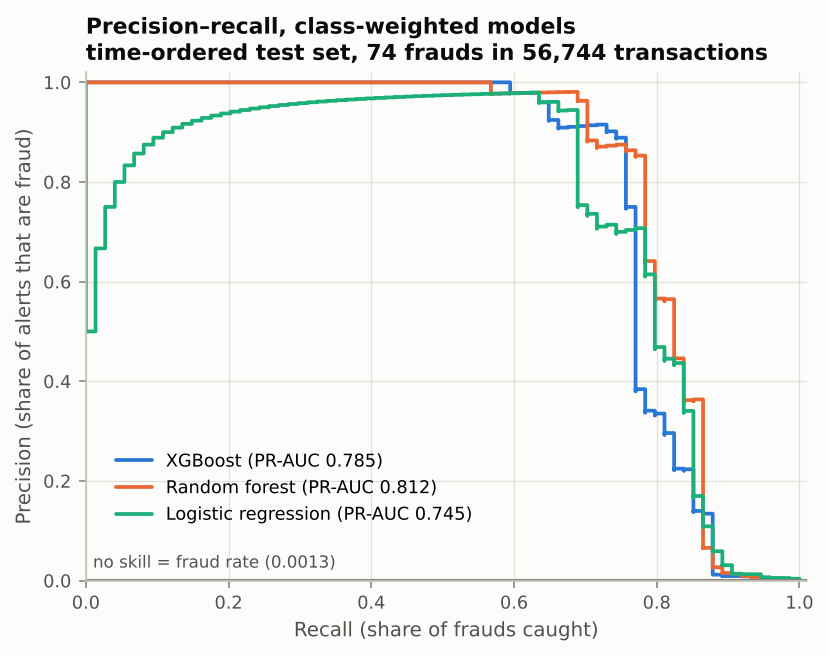 Precision–recall, class-weighted models
time-ordered test set, 74 frauds in 56,744 transactions
Precision (share of alerts that are fraud)
1.0
0.8
0.6
0.4
0.2
0.0
XGBoost (PR-AUC 0.785)
Random forest (PR-AUC 0.812)
Logistic regression (PR-AUC 0.745)
no skill = fraud rate (0.0013)
0.0 0.2 0.4 0.6 0.8 1.0
Recall (share of frauds caught)